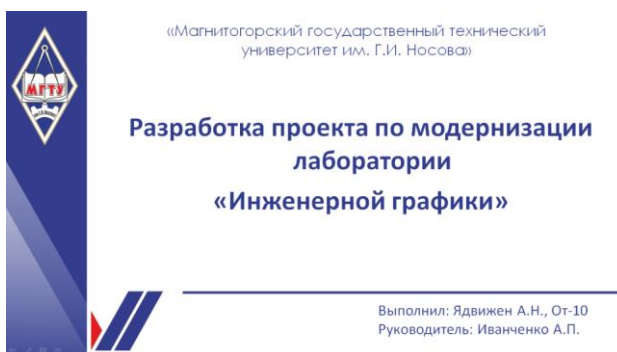 «Магнитогорский государственный технический
университет им. Г.И. Носова»
МГТУ
Разработка проекта по модернизации
лаборатории
«Инженерной графики»
Выполнил: Ядвижен А.Н., От-10
Руководитель: Иванченко А.П.